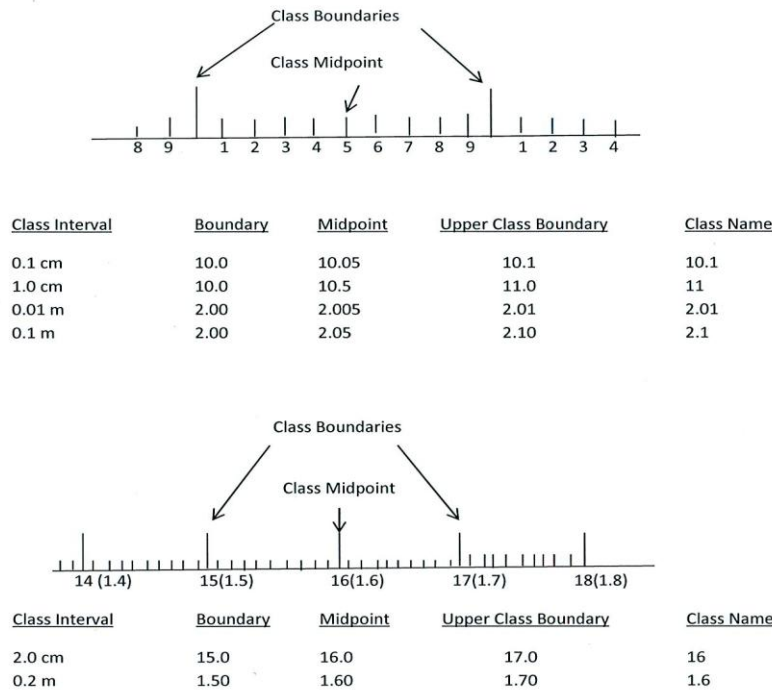 Class Boundaries
Class Midpoint
8 9 1 2 3 4 5 6 7 8 9 1 2 3 4
Class Interval Boundary Midpoint Upper Class Boundary Class Name
0.1 cm 10.0 10.05 10.1 10.1
1.0 cm 10.0 10.5 11.0 11
0.01 m 2.00 2.005 2.01 2.01
0.1 m 2.00 2.05 2.10 2.1
Class Boundaries
Class Midpoint
14 (1.4) 15(1.5) 16(1.6) 17(1.7) 18(1.8)
Class Interval Boundary Midpoint Upper Class Boundary Class Name
2.0 cm 15.0 16.0 17.0 16
0.2 m 1.50 1.60 1.70 1.6